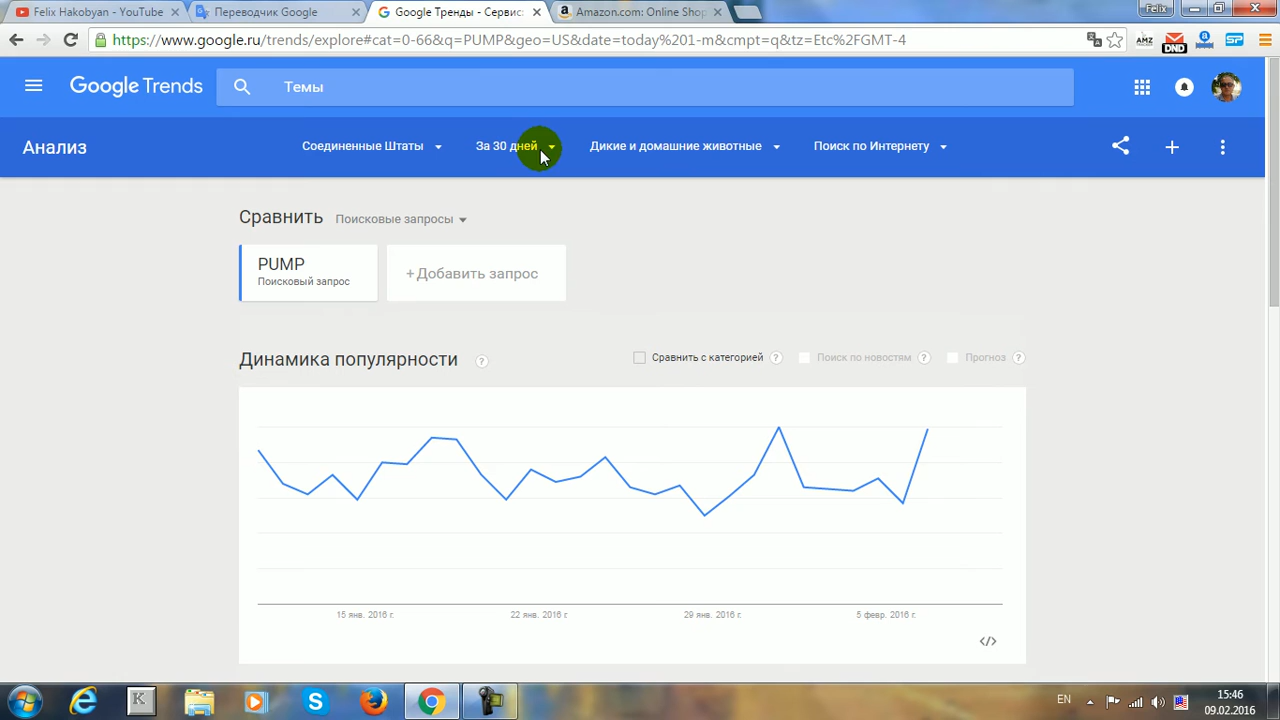 Felix Hakobyan - YouTube
Переводчик Google
Google Тренды - Сервис
Amazon.com: Online Shop
Felix
https://www.google.ru/trends/explore#cat=0-66&q=PUMP&geo=US&date=today%201-m&cmpt=q&tz=Etc%2FGMT-4
AMZ
DND
a
SP
Google Trends
Темы
Анализ
Соединенные Штаты
За 30 дней
Дикие и домашние животные
Поиск по Интернету
Сравнить
Поисковые запросы
PUMP
Поисковый запрос
+Добавить запрос
Динамика популярности ?
Сравнить с категорией ?
Поиск по новостям ?
Прогноз ?
15 янв. 2016 г.
22 янв. 2016 г.
29 янв. 2016 г.
5 февр. 2016 г.
</>
EN
15:46
09.02.2016